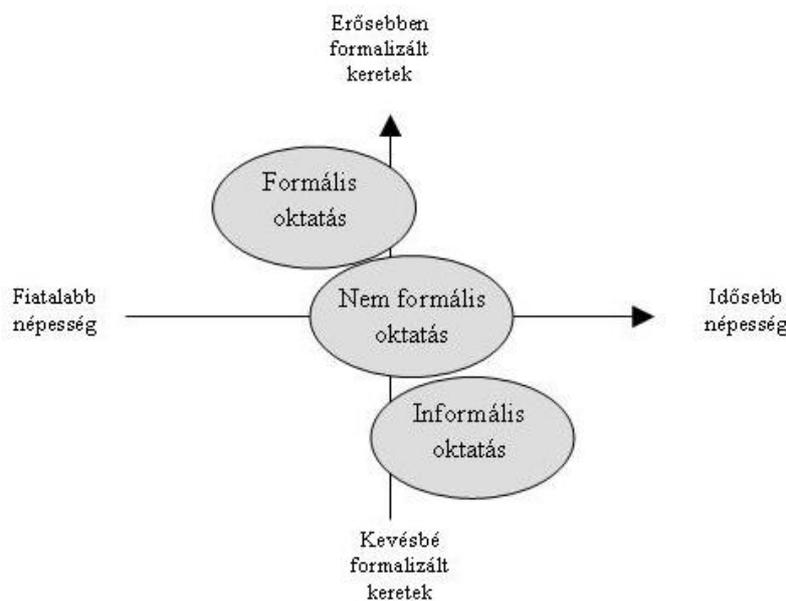 Erősebben
formalizált
keretek
Formális
oktatás
Fiatalabb
népesség
Nem formális
oktatás
Idősebb
népesség
Informális
oktatás
Kevésbé
formalizált
keretek